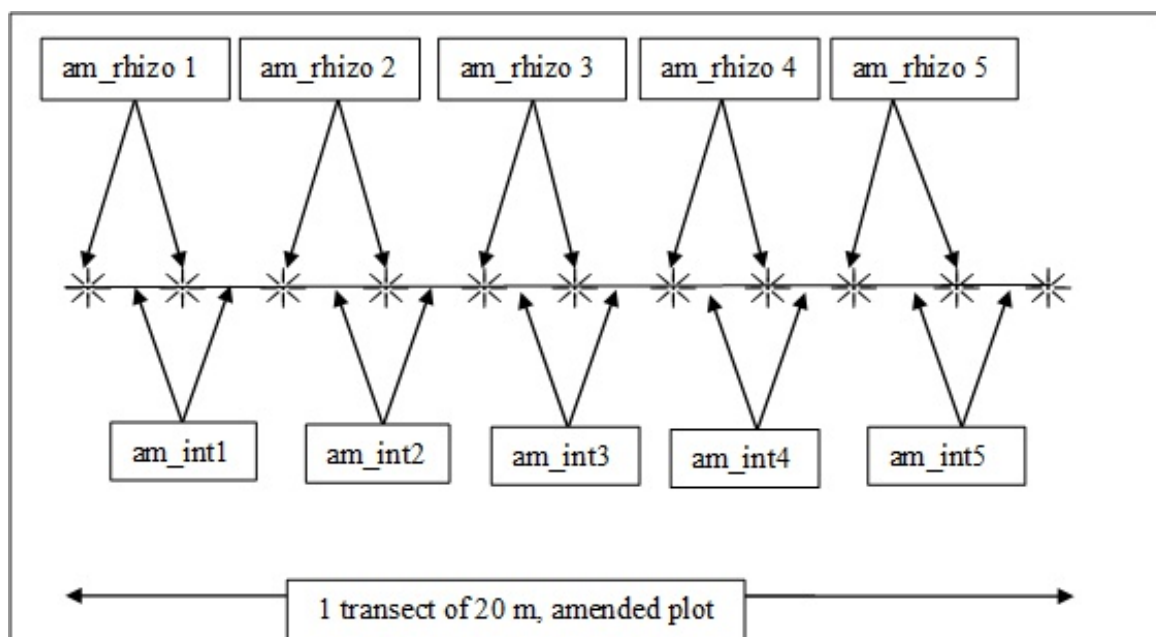 am_rhizo 1
am_rhizo 2
am_rhizo 3
am_rhizo 4
am_rhizo 5
am_int1
am_int2
am_int3
am_int4
am_int5
1 transect of 20 m, amended plot